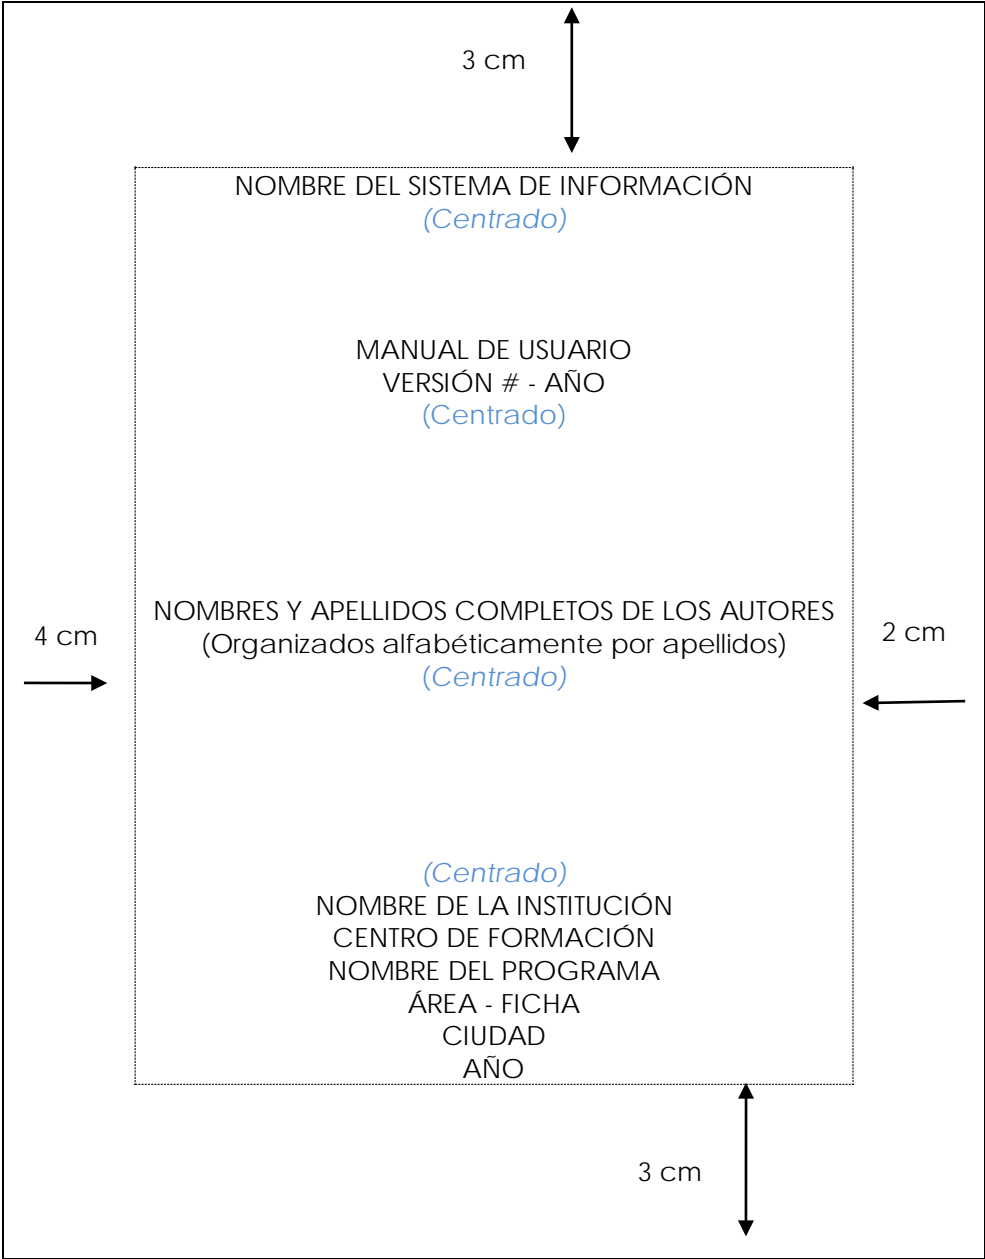 3 cm
NOMBRE DEL SISTEMA DE INFORMACIÓN
(Centrado)
MANUAL DE USUARIO
VERSIÓN # - AÑO
(Centrado)
NOMBRES Y APELLIDOS COMPLETOS DE LOS AUTORES
(Organizados alfabéticamente por apellidos)
(Centrado)
4 cm
2 cm
(Centrado)
NOMBRE DE LA INSTITUCIÓN
CENTRO DE FORMACIÓN
NOMBRE DEL PROGRAMA
ÁREA - FICHA
CIUDAD
AÑO
3 cm